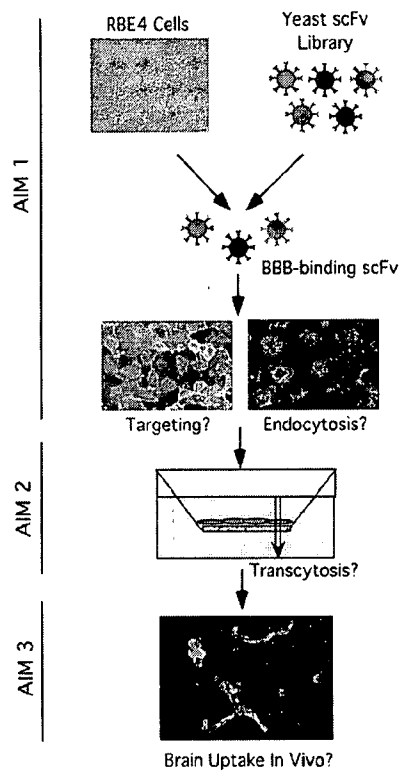 RBE4 Cells
Yeast scFv
Library
AIM 1
BBB-binding scFv
Targeting?
Endocytosis?
AIM 2
Transcytosis?
AIM 3
Brain Uptake In Vivo?